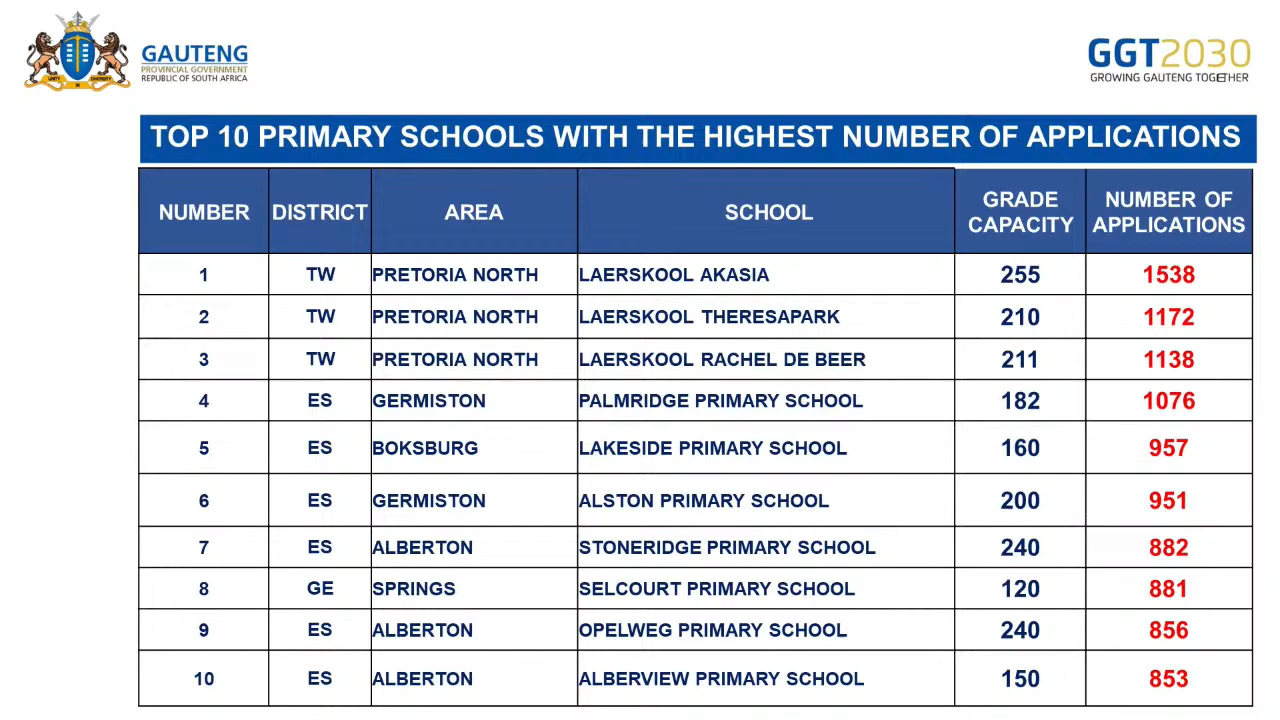 UNITY IN DIVERSITY
GAUTENG
PROVINCIAL GOVERNMENT
REPUBLIC OF SOUTH AFRICA
GGT2030
GROWING GAUTENG TOGETHER
TOP 10 PRIMARY SCHOOLS WITH THE HIGHEST NUMBER OF APPLICATIONS
NUMBER DISTRICT AREA SCHOOL GRADE CAPACITY NUMBER OF APPLICATIONS
1 TW PRETORIA NORTH LAERSKOOL AKASIA 255 1538
2 TW PRETORIA NORTH LAERSKOOL THERESAPARK 210 1172
3 TW PRETORIA NORTH LAERSKOOL RACHEL DE BEER 211 1138
4 ES GERMISTON PALMRIDGE PRIMARY SCHOOL 182 1076
5 ES BOKSBURG LAKESIDE PRIMARY SCHOOL 160 957
6 ES GERMISTON ALSTON PRIMARY SCHOOL 200 951
7 ES ALBERTON STONERIDGE PRIMARY SCHOOL 240 882
8 GE SPRINGS SELCOURT PRIMARY SCHOOL 120 881
9 ES ALBERTON OPELWEG PRIMARY SCHOOL 240 856
10 ES ALBERTON ALBERVIEW PRIMARY SCHOOL 150 853